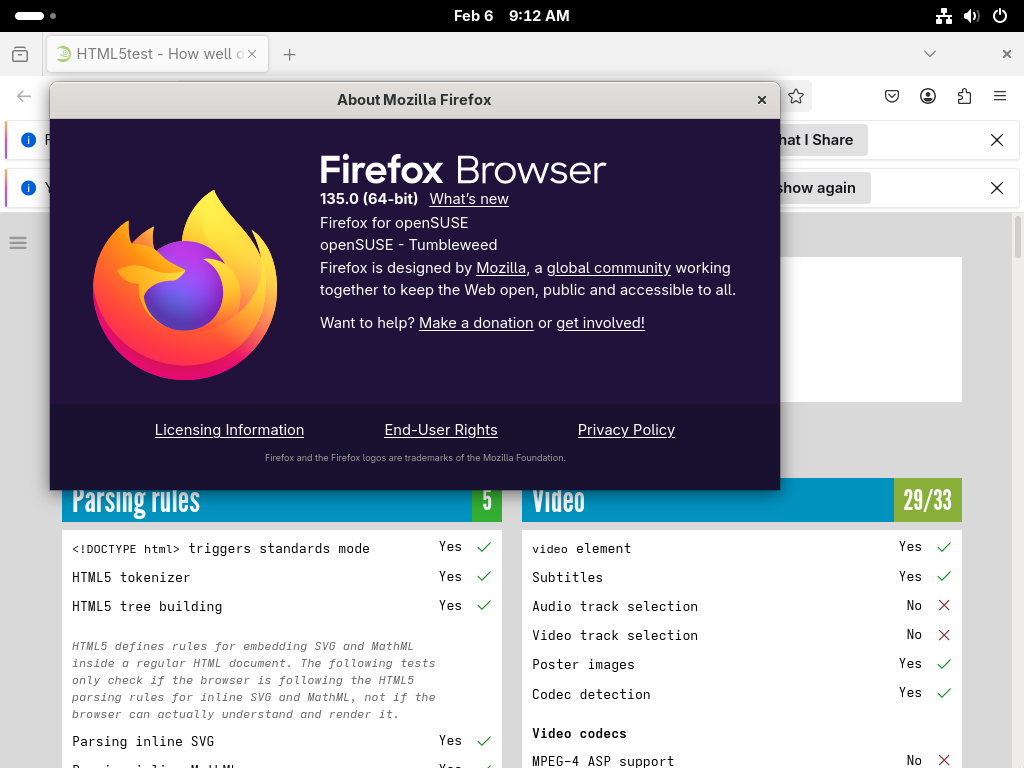 Feb 6 9:12 AM
HTML5test - How well d
About Mozilla Firefox
hat I Share
show again
Firefox Browser
135.0 (64-bit) What's new
Firefox for openSUSE
openSUSE - Tumbleweed
Firefox is designed by Mozilla, a global community working
together to keep the Web open, public and accessible to all.
Want to help? Make a donation or get involved!
Licensing Information End-User Rights Privacy Policy
Firefox and the Firefox logos are trademarks of the Mozilla Foundation.
Parsing rules 5
<!DOCTYPE html> triggers standards mode Yes
HTML5 tokenizer Yes
HTML5 tree building Yes
HTML5 defines rules for embedding SVG and MathML
inside a regular HTML document. The following tests
only check if the browser is following the HTML5
parsing rules for inline SVG and MathML, not if the
browser can actually understand and render it.
Parsing inline SVG Yes
Video 29/33
video element Yes
Subtitles Yes
Audio track selection No
Video track selection No
Poster images Yes
Codec detection Yes
Video codecs
MPEG-4 ASP support No